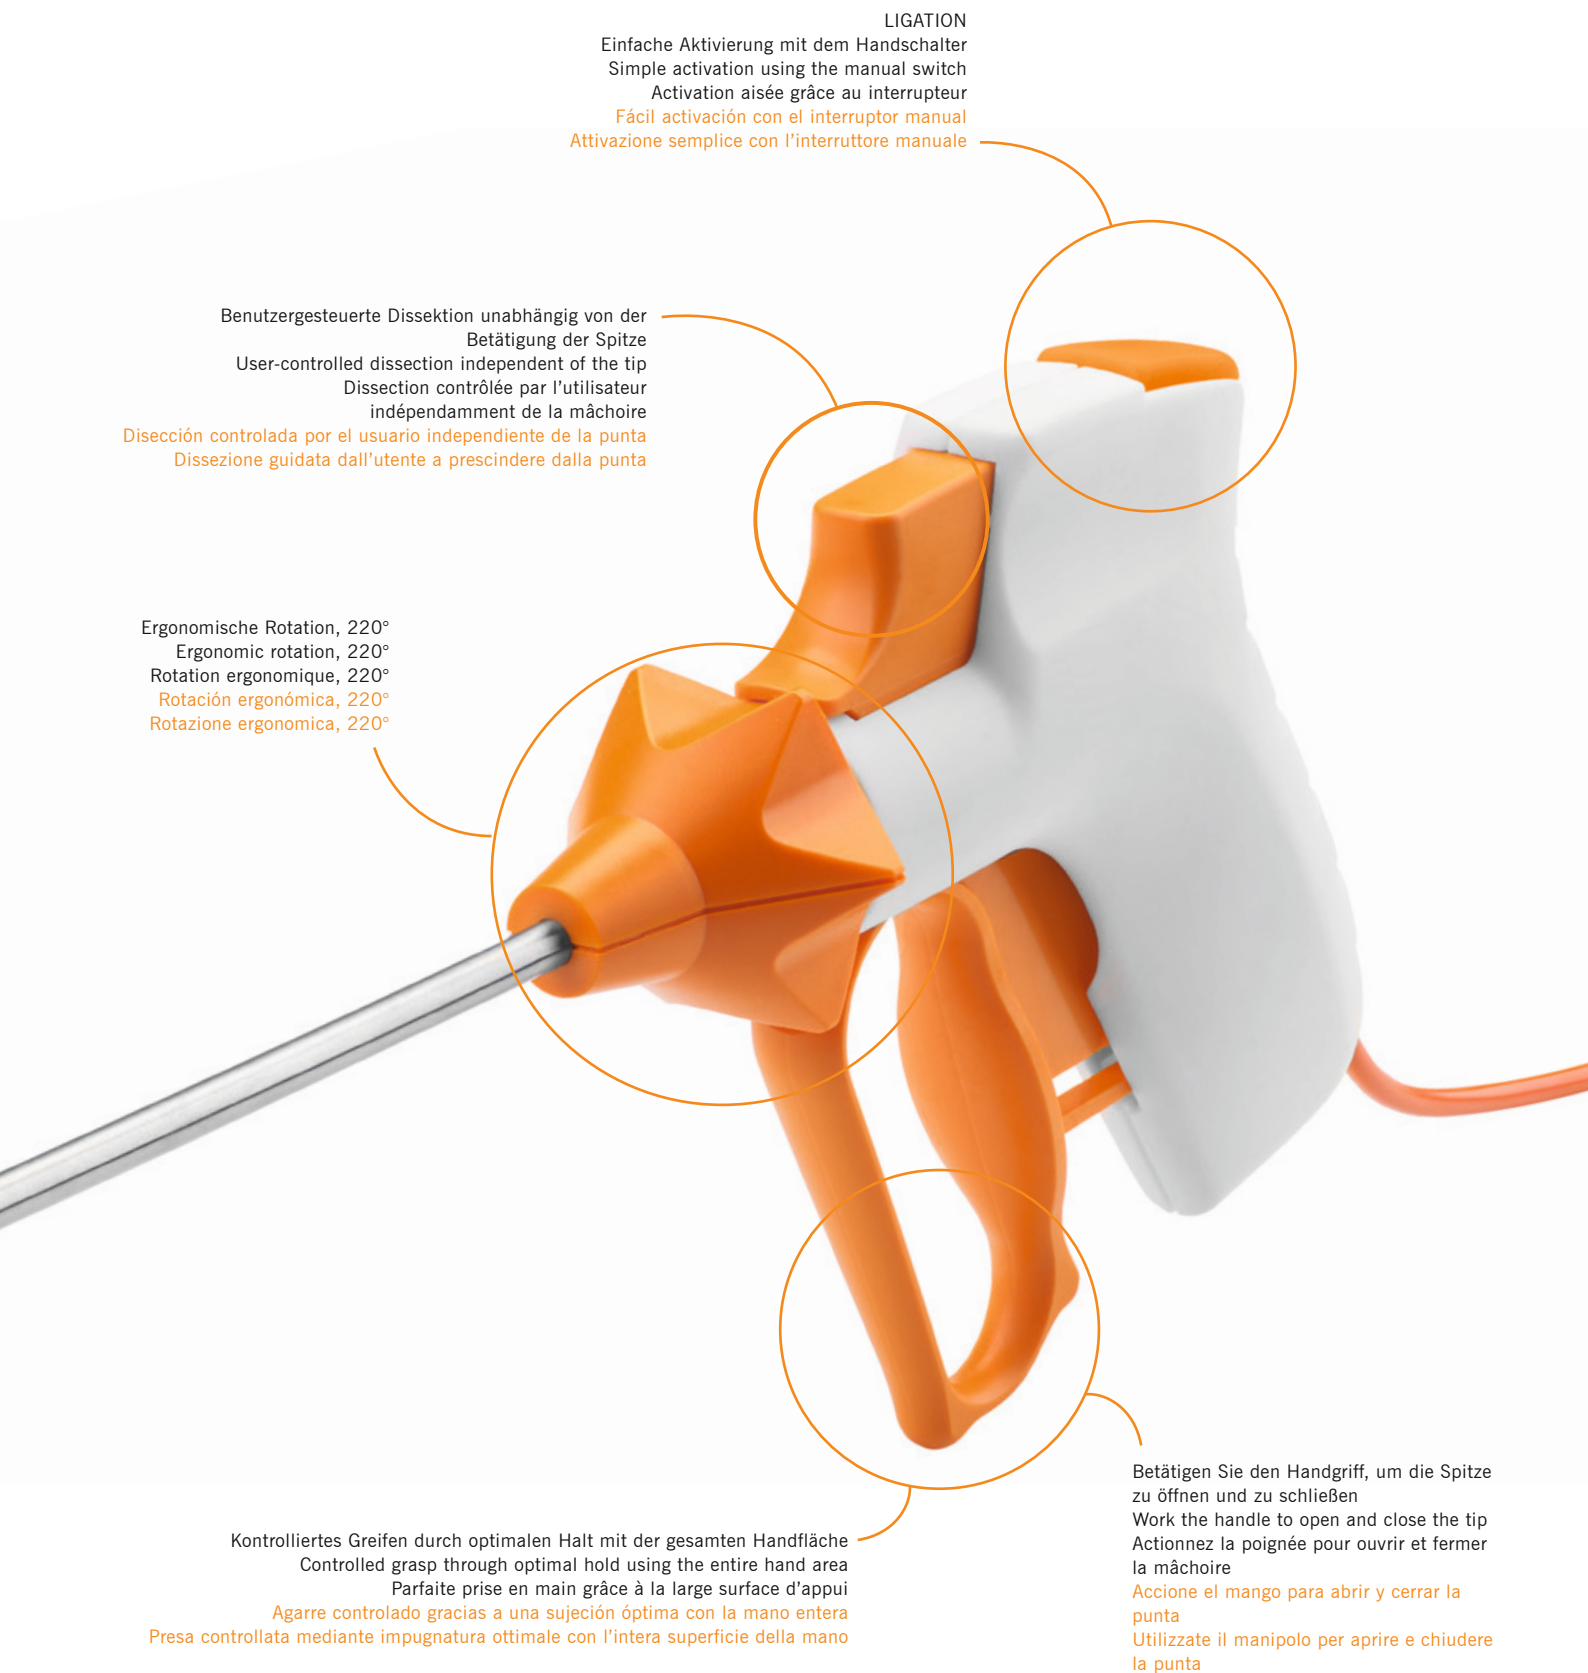 LIGATION
Einfache Aktivierung mit dem Handschalter
Simple activation using the manual switch
Activation aisée grâce au interrupteur
Fácil activación con el interruptor manual
Attivazione semplice con l’interruttore manuale
Benutzergesteuerte Dissektion unabhängig von der
Betätigung der Spitze
User-controlled dissection independent of the tip
Dissection contrôlée par l’utilisateur
indépendamment de la mâchoire
Disección controlada por el usuario independiente de la punta
Dissezione guidata dall’utente a prescindere dalla punta
Ergonomische Rotation, 220°
Ergonomic rotation, 220°
Rotation ergonomique, 220°
Rotación ergonómica, 220°
Rotazione ergonomica, 220°
Kontrolliertes Greifen durch optimalen Halt mit der gesamten Handfläche
Controlled grasp through optimal hold using the entire hand area
Parfaite prise en main grâce à la large surface d’appui
Agarre controlado gracias a una sujeción óptima con la mano entera
Presa controllata mediante impugnatura ottimale con l’intera superficie della mano
Betätigen Sie den Handgriff, um die Spitze
zu öffnen und zu schließen
Work the handle to open and close the tip
Actionnez la poignée pour ouvrir et fermer
la mâchoire
Accione el mango para abrir y cerrar la
punta
Utilizzate il manipolo per aprire e chiudere
la punta